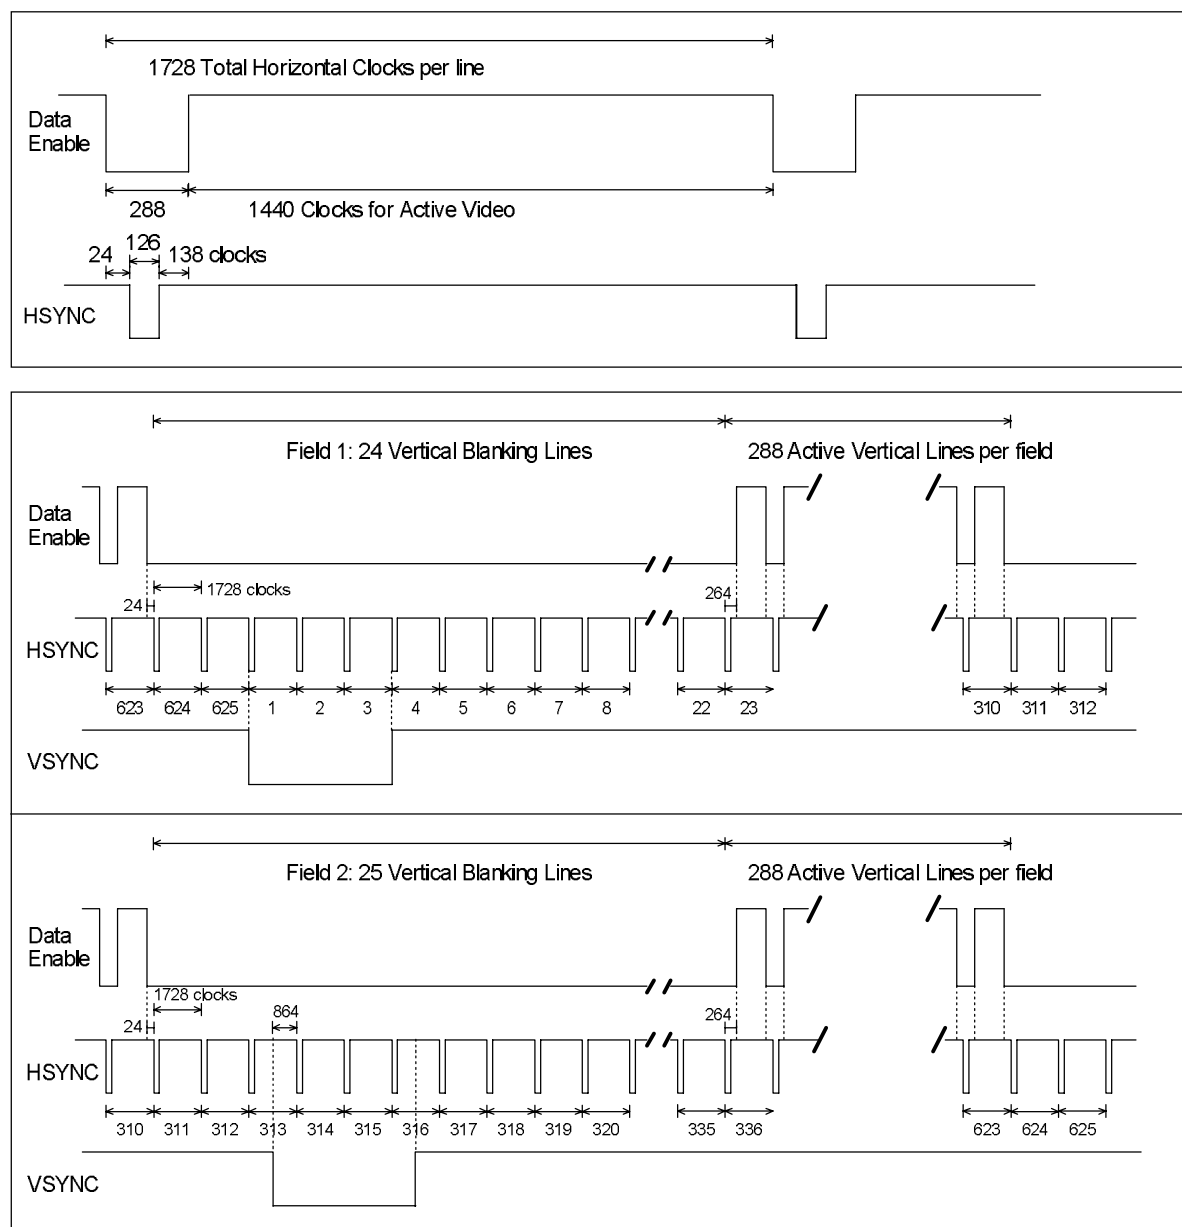 1728 Total Horizontal Clocks per line
Data
Enable
288 1440 Clocks for Active Video
126
24 138 clocks
HSYNC
Field 1: 24 Vertical Blanking Lines 288 Active Vertical Lines per field
Data
Enable
1728 clocks
24 264
HSYNC
623 624 625 1 2 3 4 5 6 7 8 22 23 310 311 312
VSYNC
Field 2: 25 Vertical Blanking Lines 288 Active Vertical Lines per field
Data
Enable
1728 clocks
24 864 264
HSYNC
310 311 312 313 314 315 316 317 318 319 320 335 336 623 624 625
VSYNC